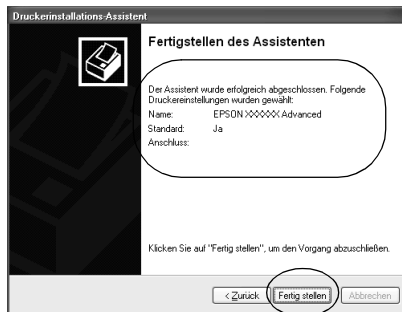 Druckerinstallations-Assistent
Fertigstellen des Assistenten
Der Assistent wurde erfolgreich abgeschlossen. Folgende
Druckereinstellungen wurden gewählt:
Name: EPSON XXXXXX Advanced
Standard: Ja
Anschluss:
Klicken Sie auf "Fertig stellen", um den Vorgang abzuschließen.
< Zurück Fertig stellen Abbrechen